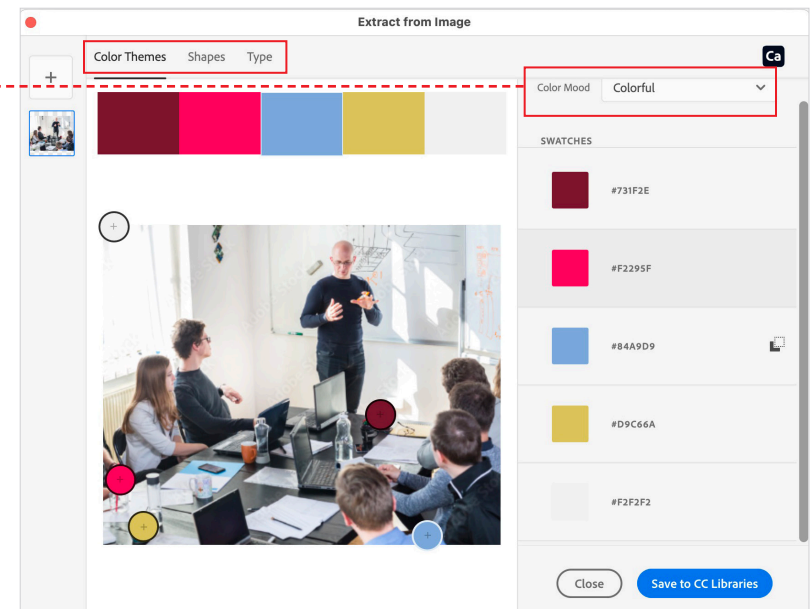 Extract from Image
Color Themes Shapes Type
Ca
Color Mood Colorful
SWATCHES
#731F2E
#F2295F
#84A9D9
#D9C66A
#F2F2F2
Close Save to CC Libraries